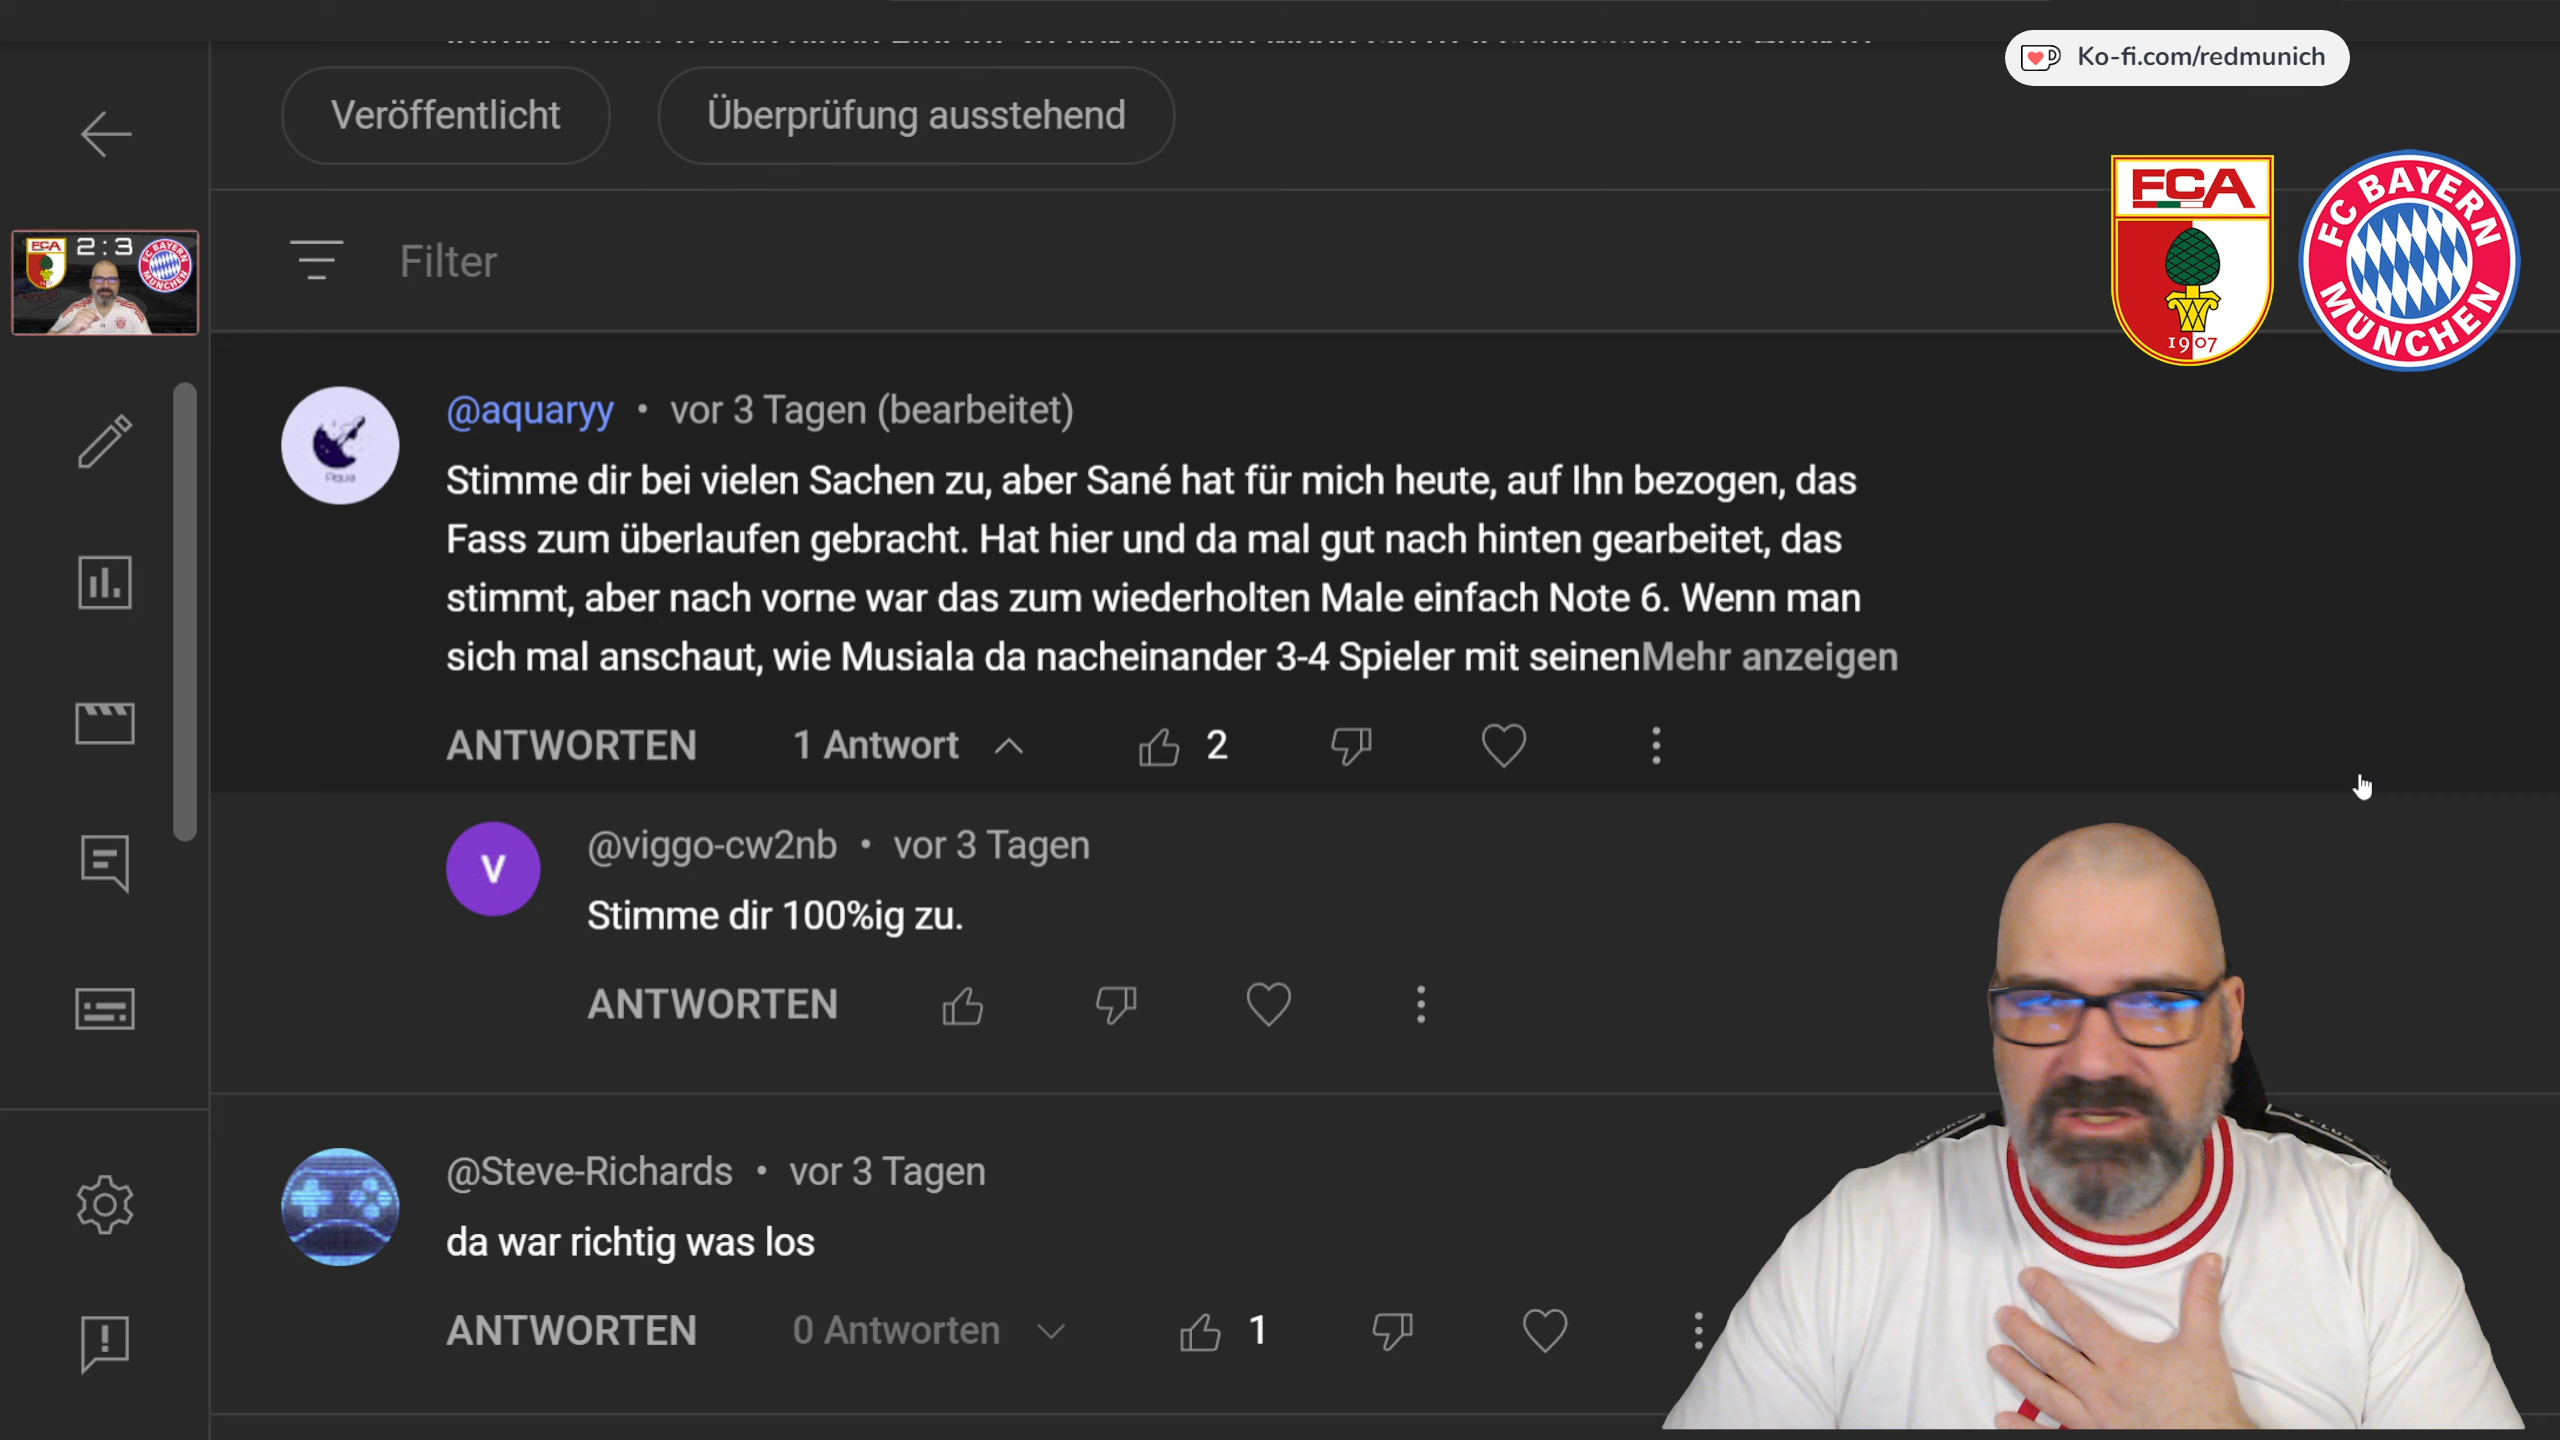 Ko-fi.com/redmunich
Veröffentlicht
Überprüfung ausstehend
Filter
FCA
1907
FC BAYERN
MÜNCHEN
FCA
2:3
FC BAYERN
MÜNCHEN
@aquaryy • vor 3 Tagen (bearbeitet)
Stimme dir bei vielen Sachen zu, aber Sané hat für mich heute, auf Ihn bezogen, das
Fass zum überlaufen gebracht. Hat hier und da mal gut nach hinten gearbeitet, das
stimmt, aber nach vorne war das zum wiederholten Male einfach Note 6. Wenn man
sich mal anschaut, wie Musiala da nacheinander 3-4 Spieler mit seinenMehr anzeigen
ANTWORTEN 1 Antwort 2
V
@viggo-cw2nb • vor 3 Tagen
Stimme dir 100%ig zu.
ANTWORTEN
@Steve-Richards • vor 3 Tagen
da war richtig was los
ANTWORTEN 0 Antworten 1